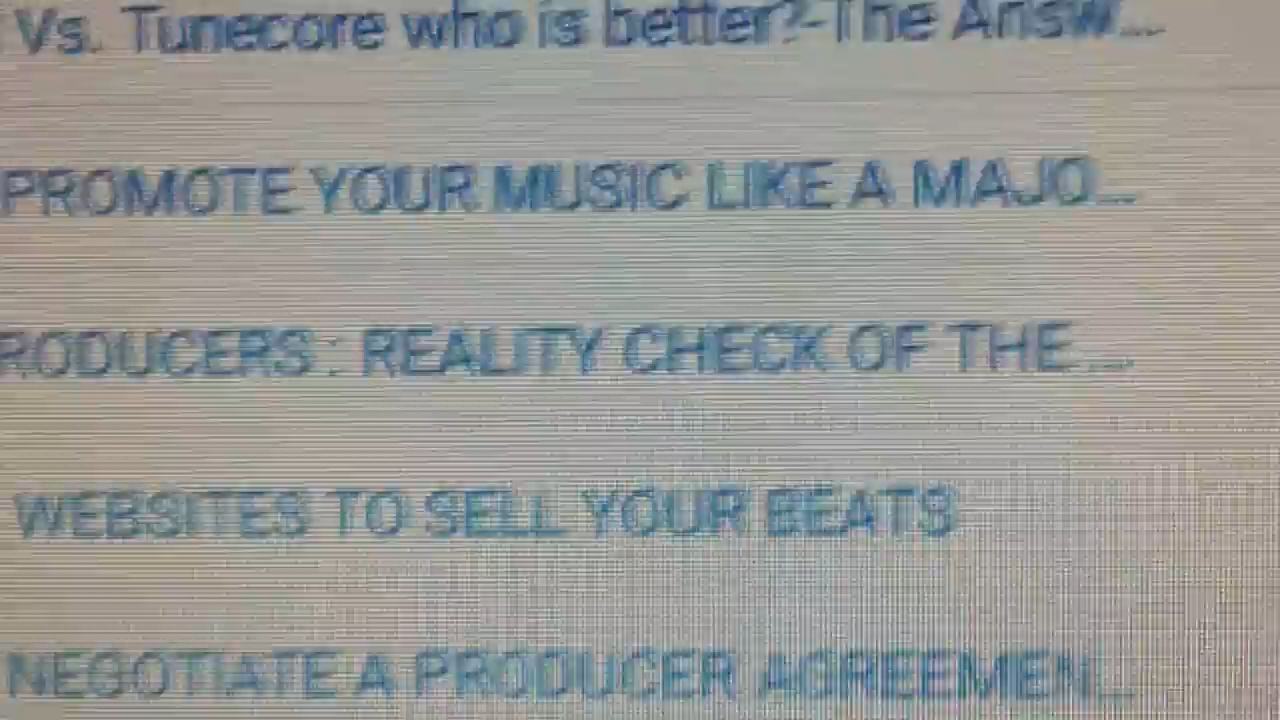 Vs. Tunecore who is better?-The Answ...
PROMOTE YOUR MUSIC LIKE A MAJO...
RODUCERS : REALITY CHECK OF THE ...
WEBSITES TO SELL YOUR BEATS
NEGOTIATE A PRODUCER AGREEMEN...